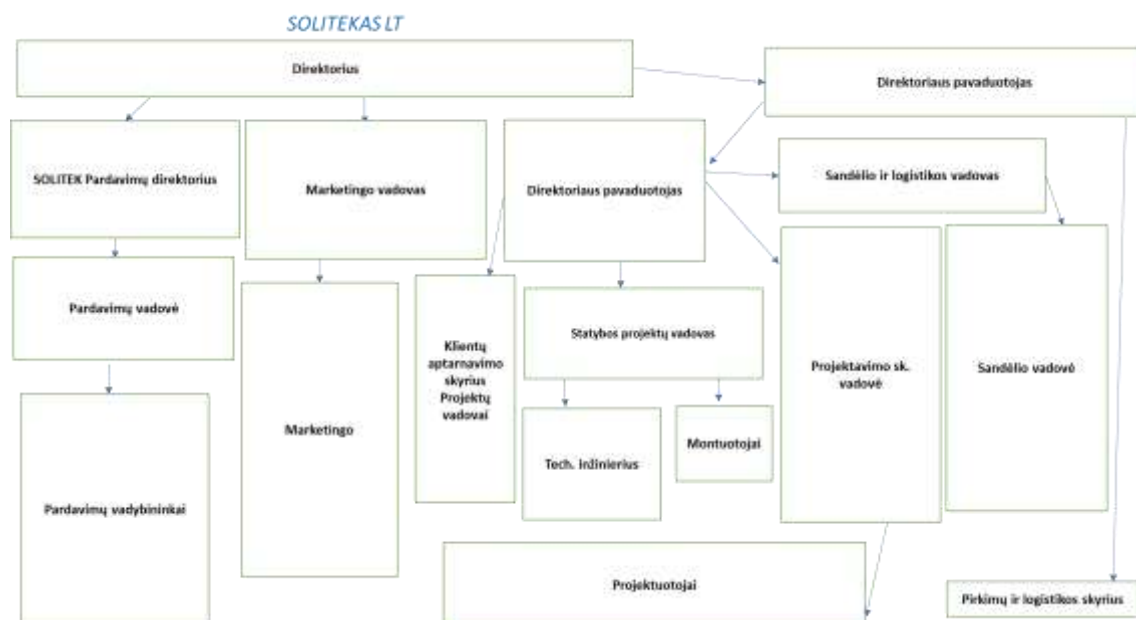 SOLITEKAS LT
Direktorius
Direktoriaus pavaduotojas
SOLITEK Pardavimų direktorius
Marketingo vadovas
Direktoriaus pavaduotojas
Sandėlio ir logistikos vadovas
Pardavimų vadovė
Klientų
aptarnavimo
skyrius
Projektų
vadovai
Statybos projektų vadovas
Projektavimo sk.
vadovė
Sandėlio vadovė
Marketingo
Tech. inžinierius
Montuotojai
Pardavimų vadybininkai
Projektuotojai
Pirkimų ir logistikos skyrius